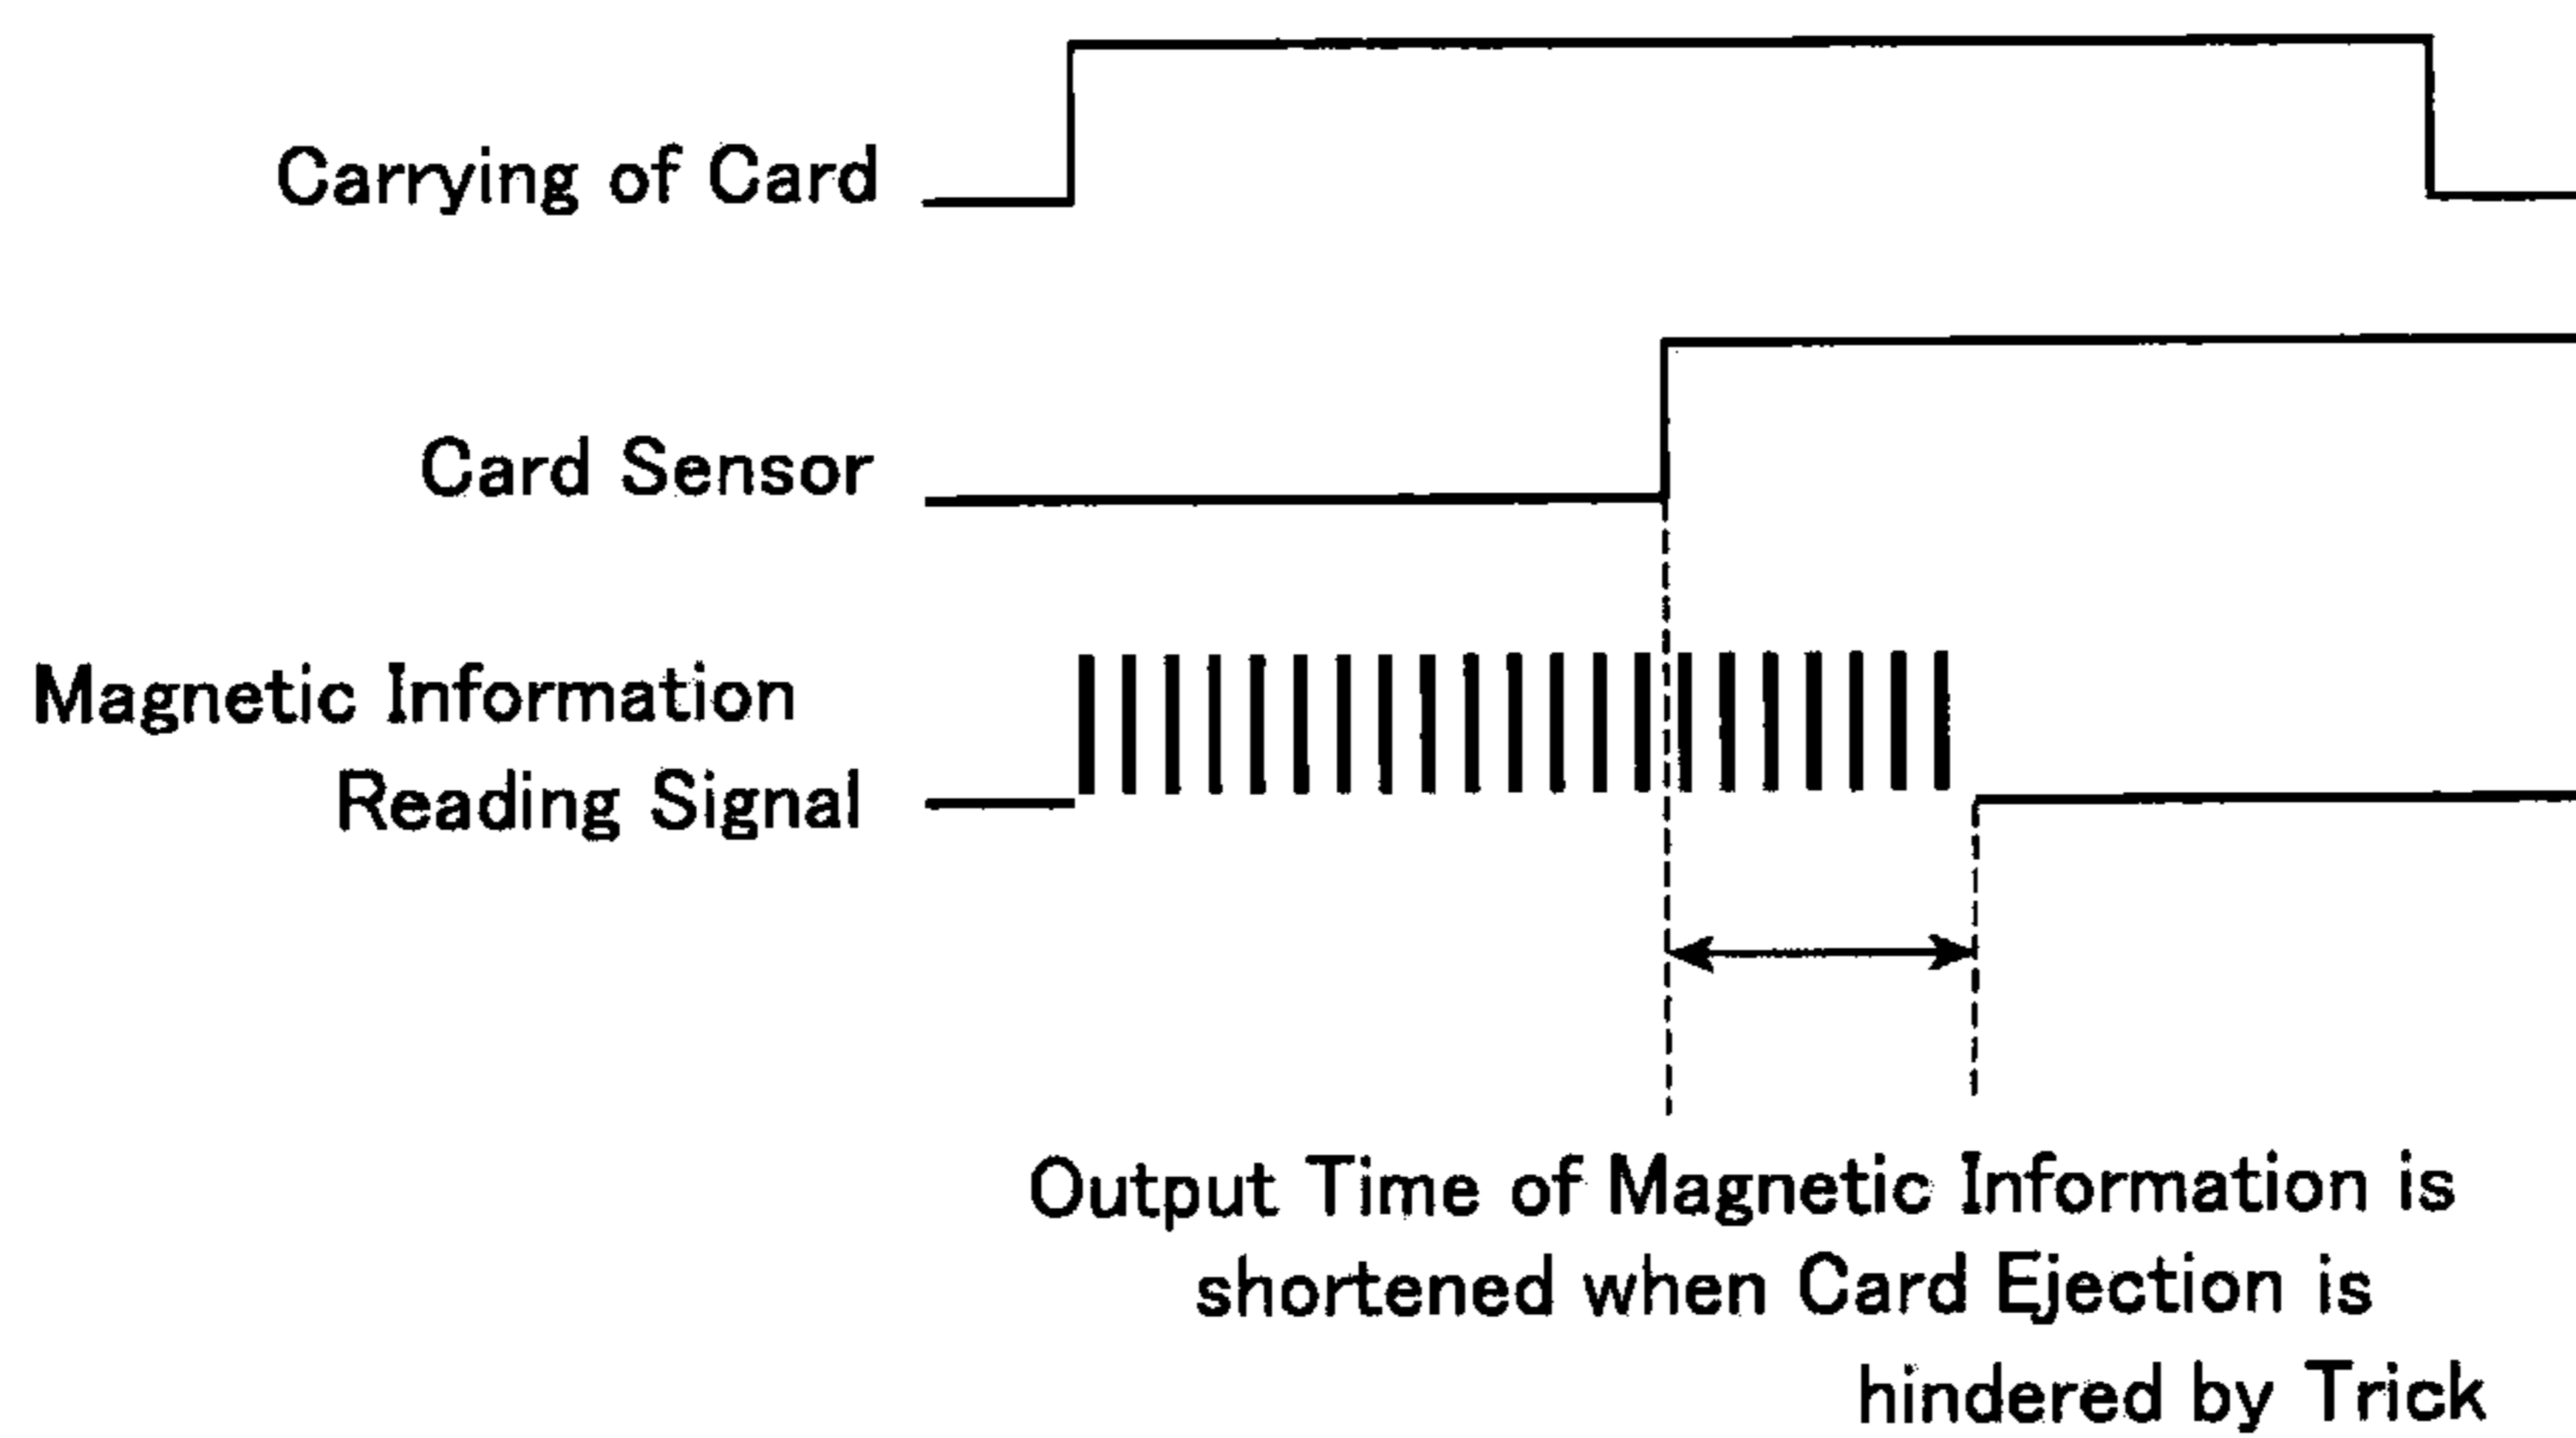 Carrying of Card
Card Sensor
Magnetic Information
Reading Signal
Output Time of Magnetic Information is
shortened when Card Ejection is
hindered by Trick